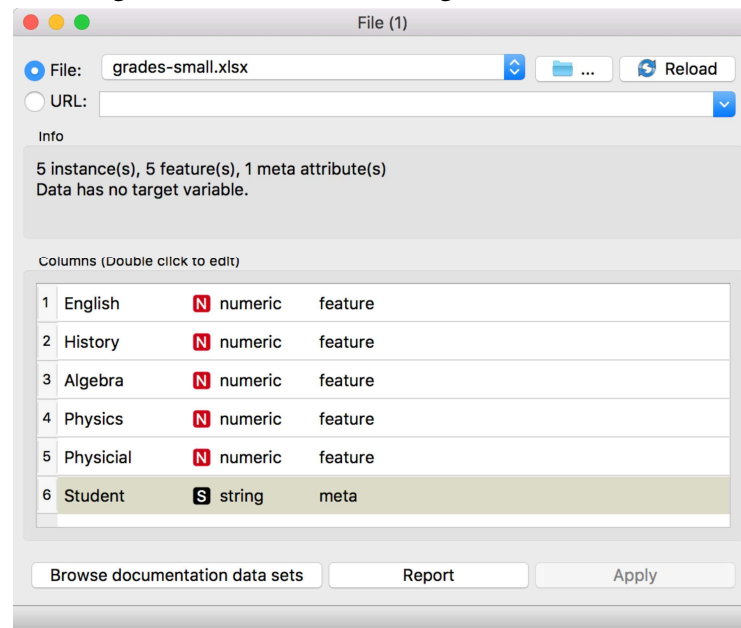 File (1)
File: grades-small.xlsx ... Reload
URL:
Info
5 instance(s), 5 feature(s), 1 meta attribute(s)
Data has no target variable.
Columns (Double click to edit)
1 English N numeric feature
2 History N numeric feature
3 Algebra N numeric feature
4 Physics N numeric feature
5 Physicial N numeric feature
6 Student S string meta
Browse documentation data sets Report Apply